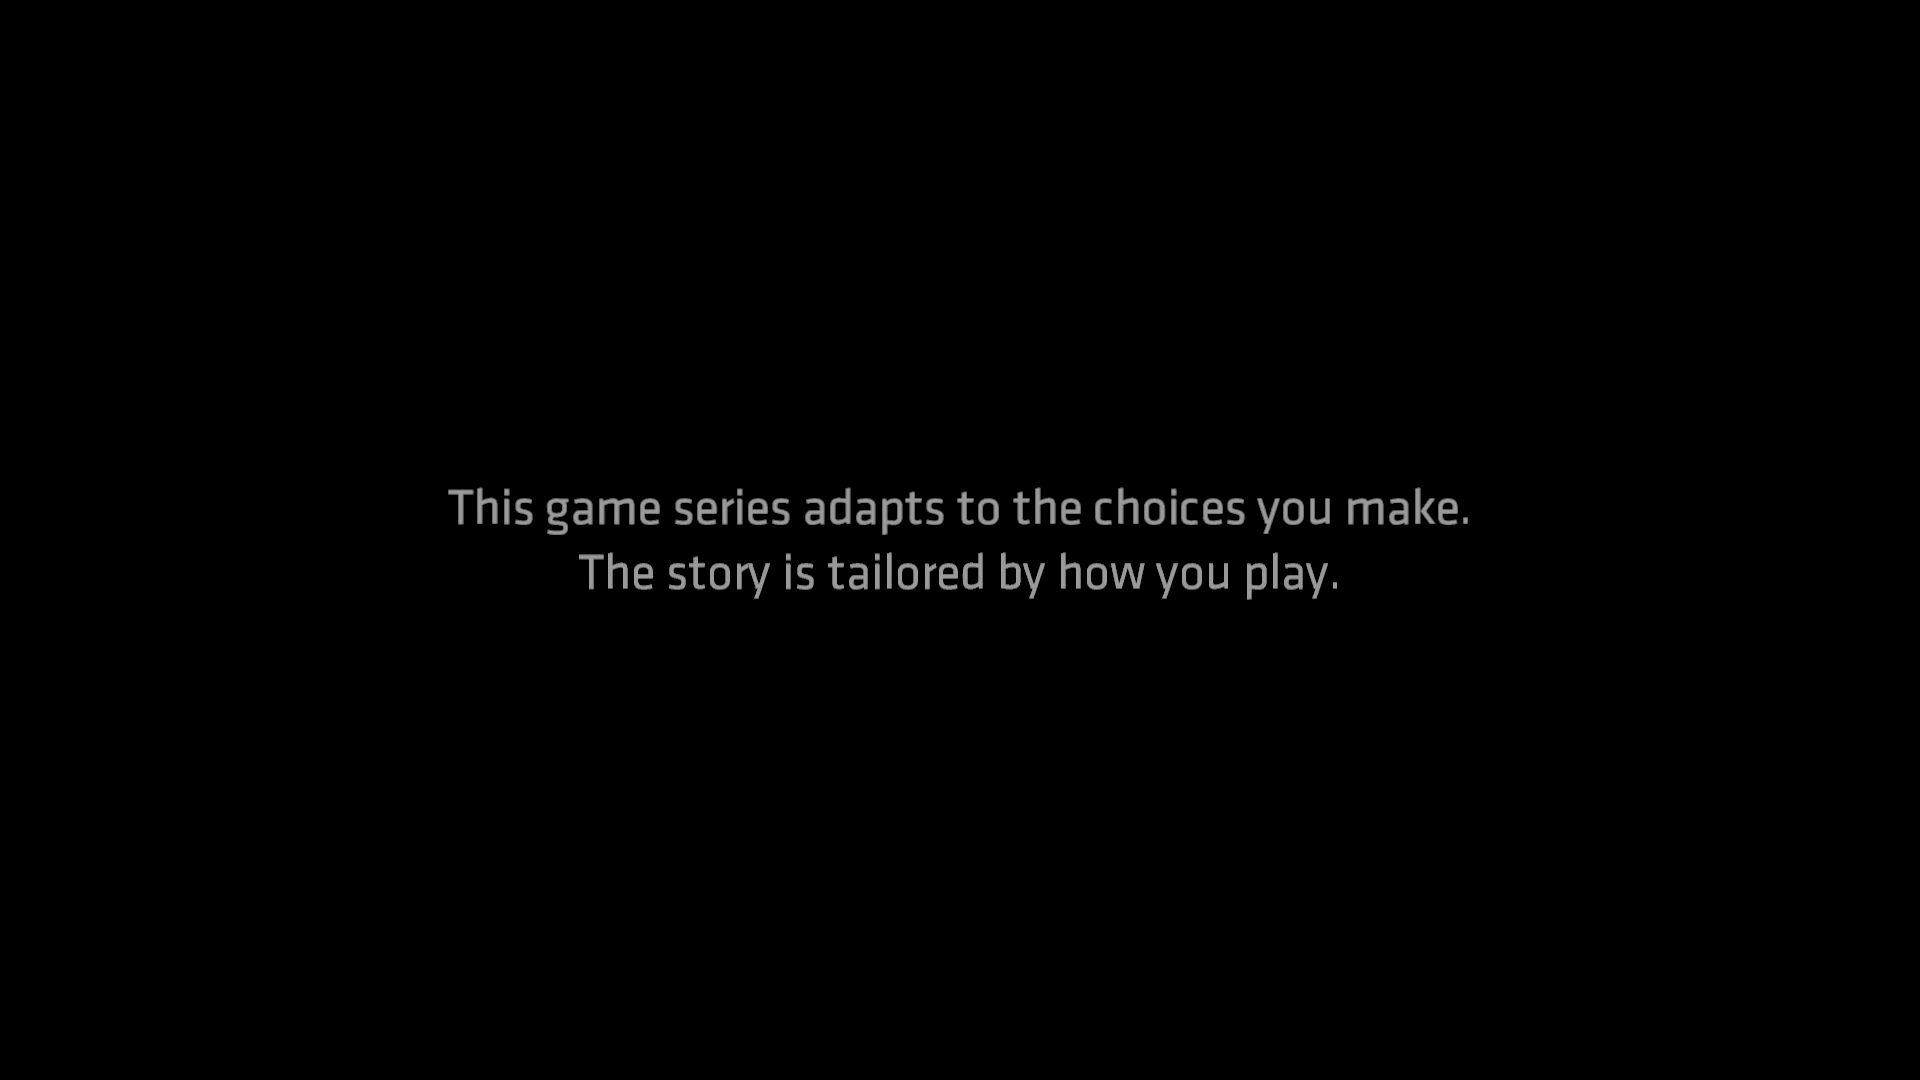 This game series adapts to the choices you make.
The story is tailored by how you play.